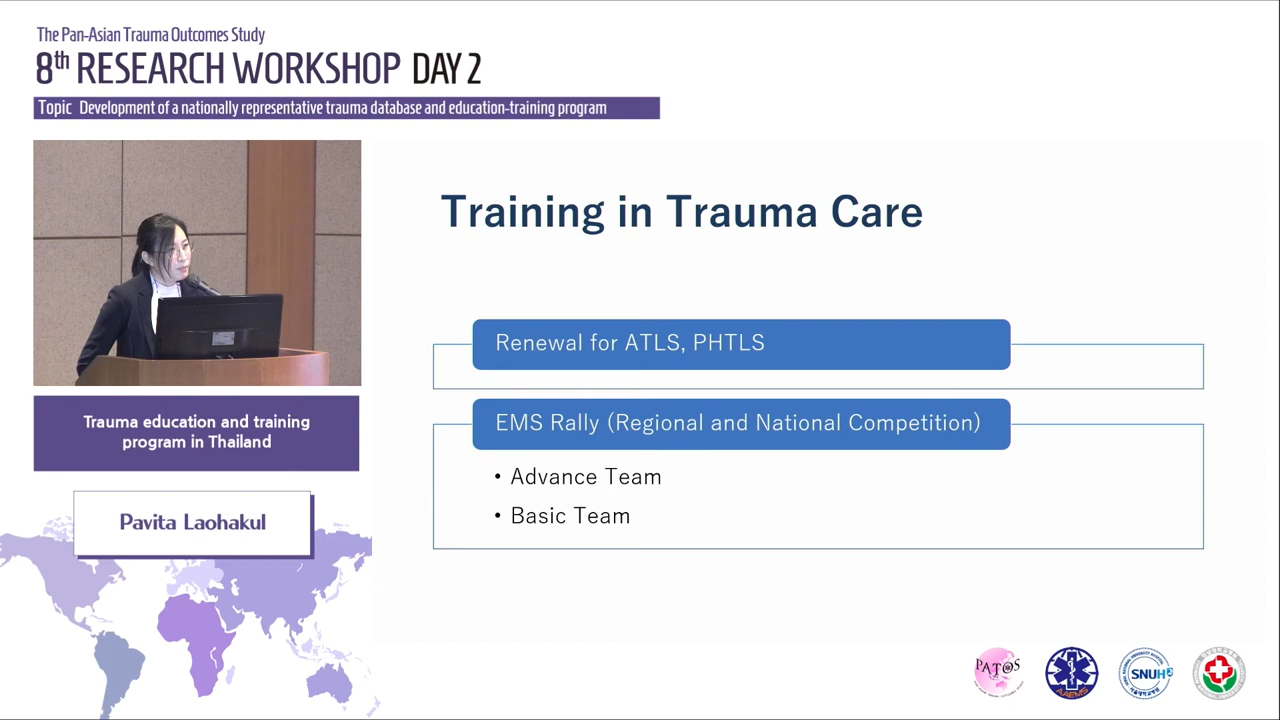 The Pan-Asian Trauma Outcomes Study
8th RESEARCH WORKSHOP DAY 2
Topic Development of a nationally representative trauma database and education-training program
Training in Trauma Care
Renewal for ATLS, PHTLS
EMS Rally (Regional and National Competition)
• Advance Team
• Basic Team
Trauma education and training
program in Thailand
Pavita Laohakul
PATOS
AAEMS
SNUH